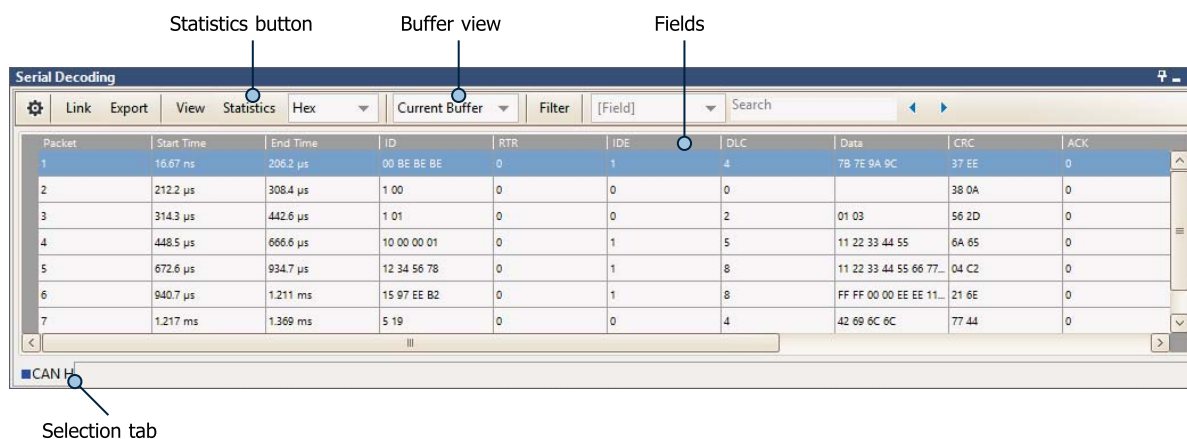 Statistics button Buffer view Fields
Serial Decoding
Link Export View Statistics Hex Current Buffer Filter [Field] Search
Packet Start Time End Time ID RTR IDE DLC Data CRC ACK
1 16.67 ns 206.2 µs 00 BE BE BE 0 1 4 7B 7E 9A 9C 37 EE 0
2 212.2 µs 308.4 µs 1 00 0 0 0 38 0A 0
3 314.3 µs 442.6 µs 1 01 0 0 2 01 03 56 2D 0
4 448.5 µs 666.6 µs 10 00 00 01 0 1 5 11 22 33 44 55 6A 65 0
5 672.6 µs 934.7 µs 12 34 56 78 0 1 8 11 22 33 44 55 66 77... 04 C2 0
6 940.7 µs 1.211 ms 15 97 EE B2 0 1 8 FF FF 00 00 EE EE 11... 21 6E 0
7 1.217 ms 1.369 ms 5 19 0 0 4 42 69 6C 6C 77 44 0
CAN H
Selection tab